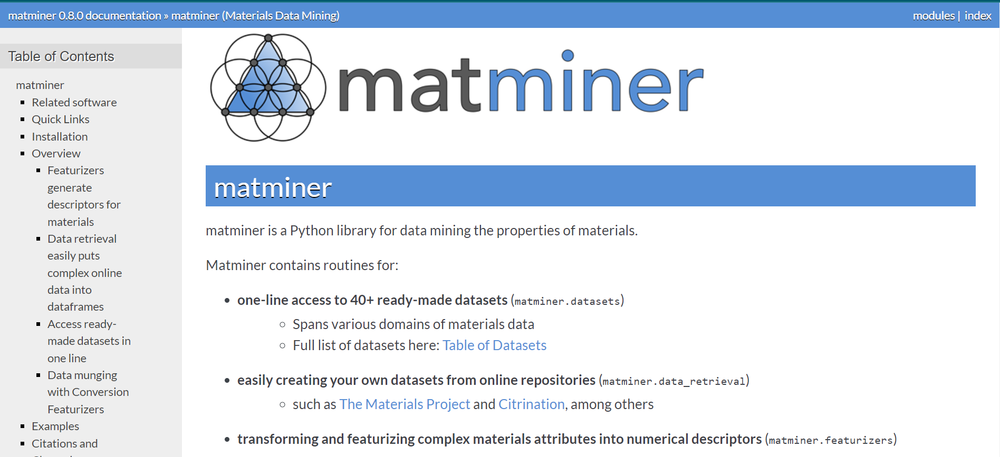 matminer 0.8.0 documentation » matminer (Materials Data Mining)
modules | index
Table of Contents
matminer
Related software
Quick Links
Installation
Overview
Featurizers
generate
descriptors for
materials
Data retrieval
easily puts
complex online
data into
dataframes
Access ready-
made datasets in
one line
Data munging
with Conversion
Featurizers
Examples
Citations and
matminer
matminer
matminer is a Python library for data mining the properties of materials.
Matminer contains routines for:
• one-line access to 40+ ready-made datasets (matminer.datasets)
◦ Spans various domains of materials data
◦ Full list of datasets here: Table of Datasets
• easily creating your own datasets from online repositories (matminer.data_retrieval)
◦ such as The Materials Project and Citrination, among others
• transforming and featurizing complex materials attributes into numerical descriptors (matminer.featurizers)